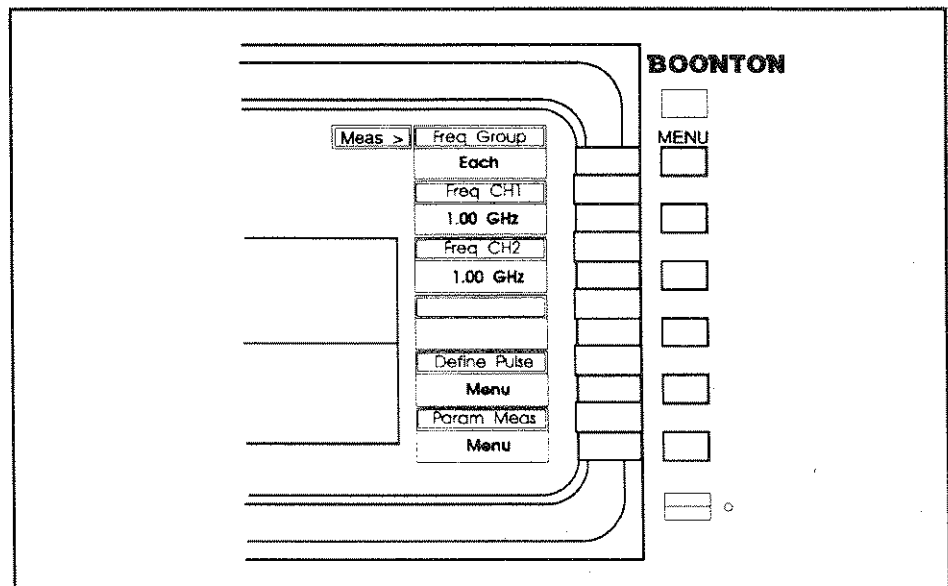 BOONTON
MENU
Meas > Freq Group
Each
Freq CH1
1.00 GHz
Freq CH2
1.00 GHz
Define Pulse
Menu
Param Meas
Menu